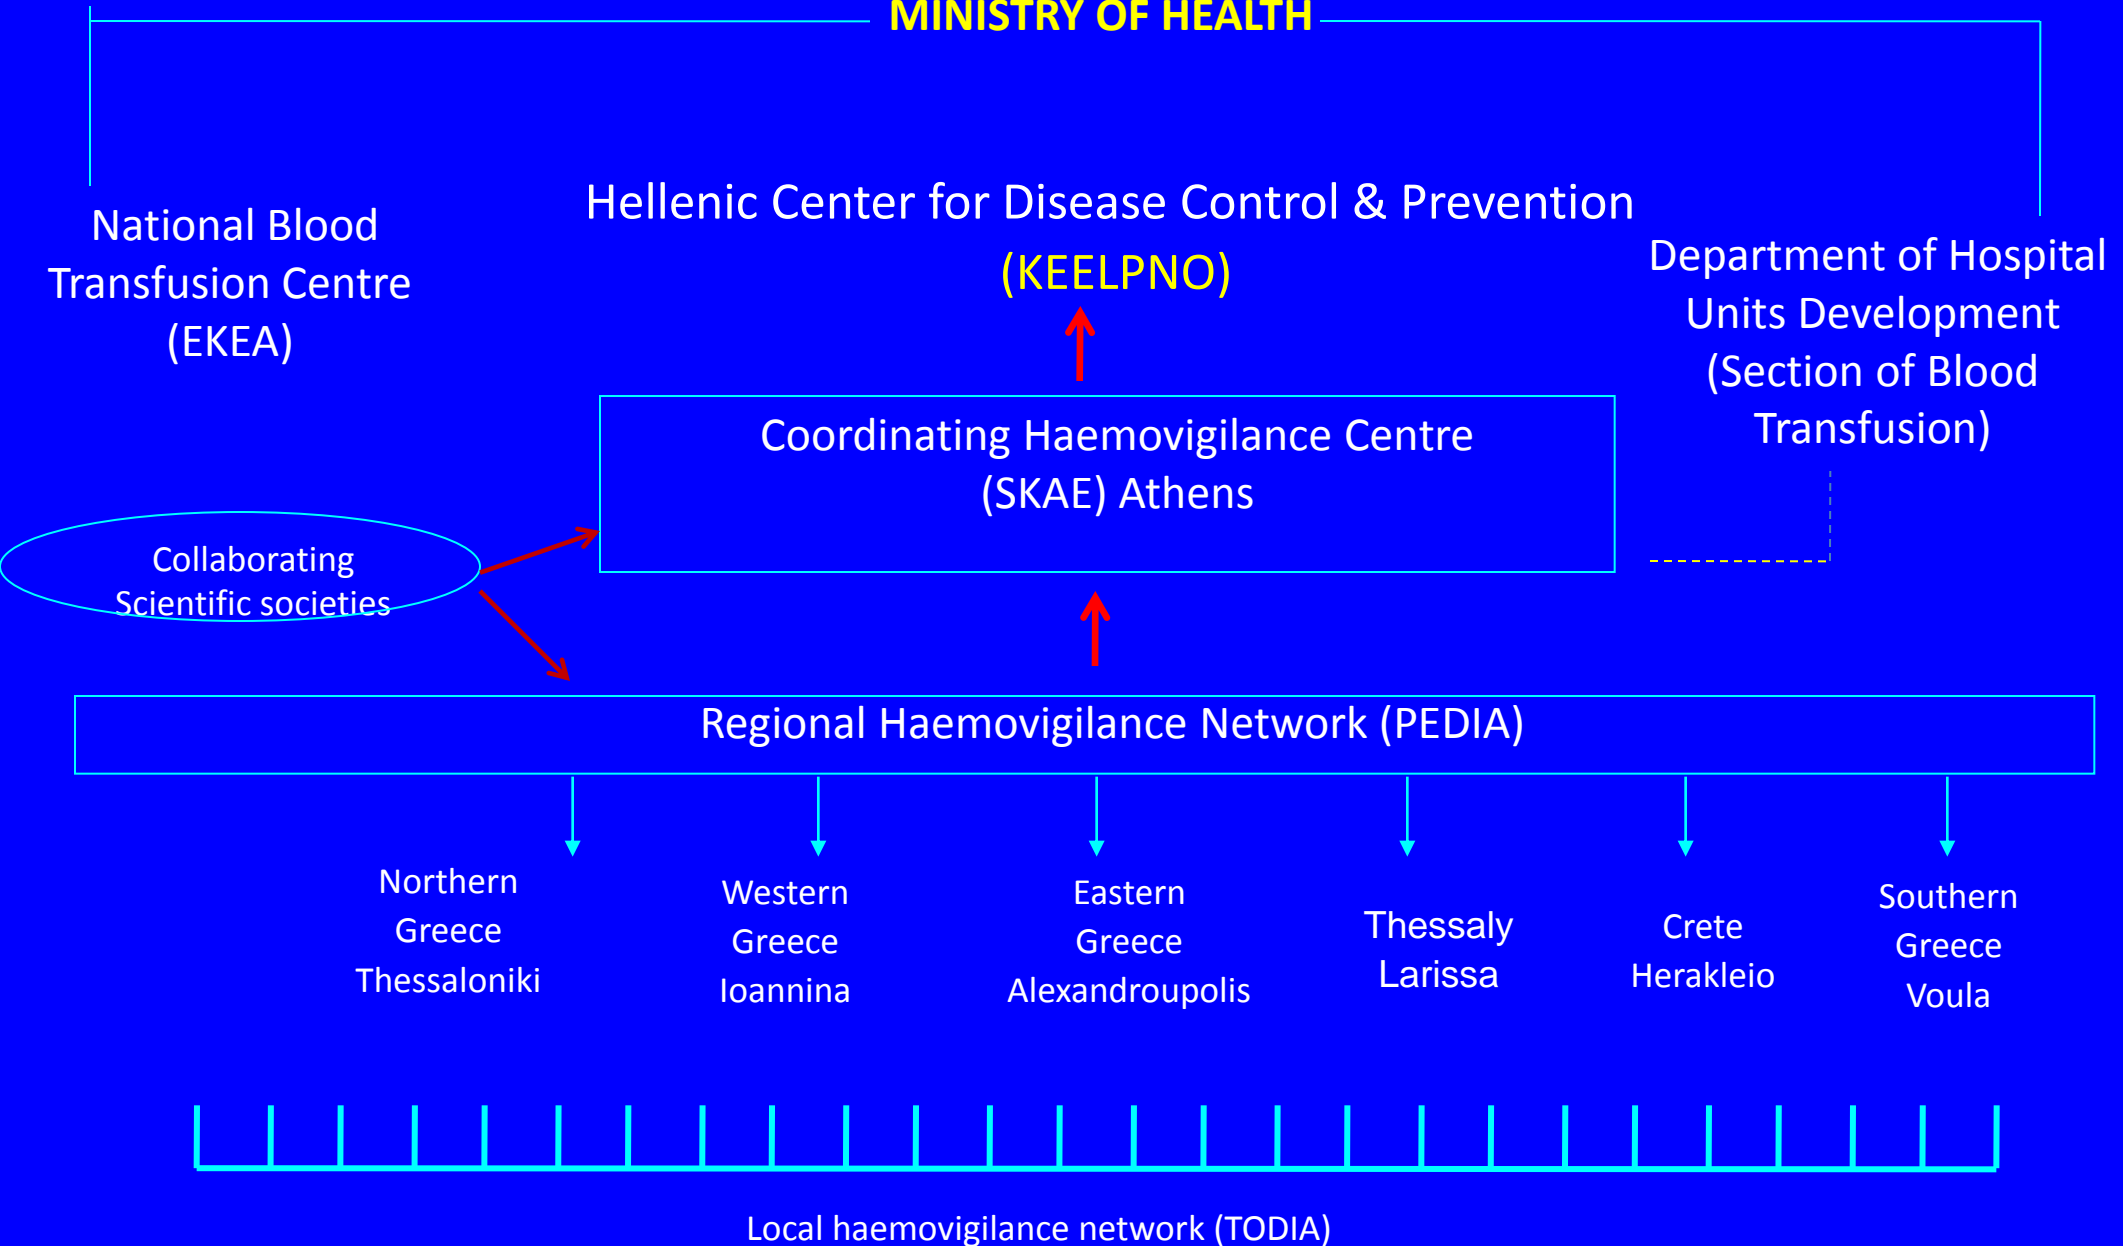 MINISTRY OF HEALTH
National Blood
Transfusion Centre
(EKEA)
Hellenic Center for Disease Control & Prevention
(KEELPNO)
Department of Hospital
Units Development
(Section of Blood
Transfusion)
Coordinating Haemovigilance Centre
(SKAE) Athens
Collaborating
Scientific societies
Regional Haemovigilance Network (PEDIA)
Northern
Greece
Thessaloniki
Western
Greece
Ioannina
Eastern
Greece
Alexandroupolis
Thessaly
Larissa
Crete
Herakleio
Southern
Greece
Voula
Local haemovigilance network (TODIA)